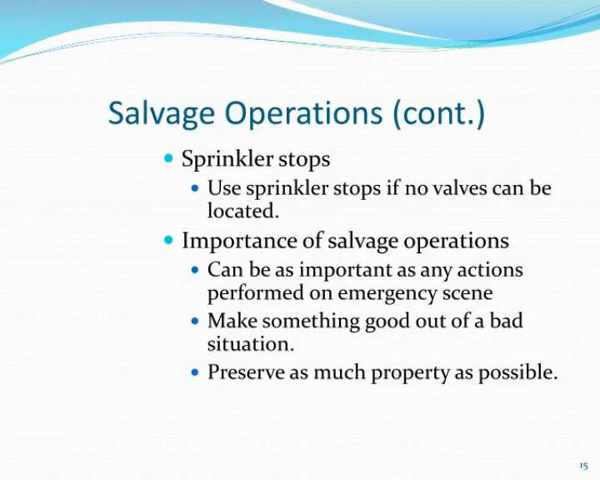 Salvage Operations (cont.)
• Sprinkler stops
• Use sprinkler stops if no valves can be
located.
• Importance of salvage operations
• Can be as important as any actions
performed on emergency scene
• Make something good out of a bad
situation.
• Preserve as much property as possible.
15